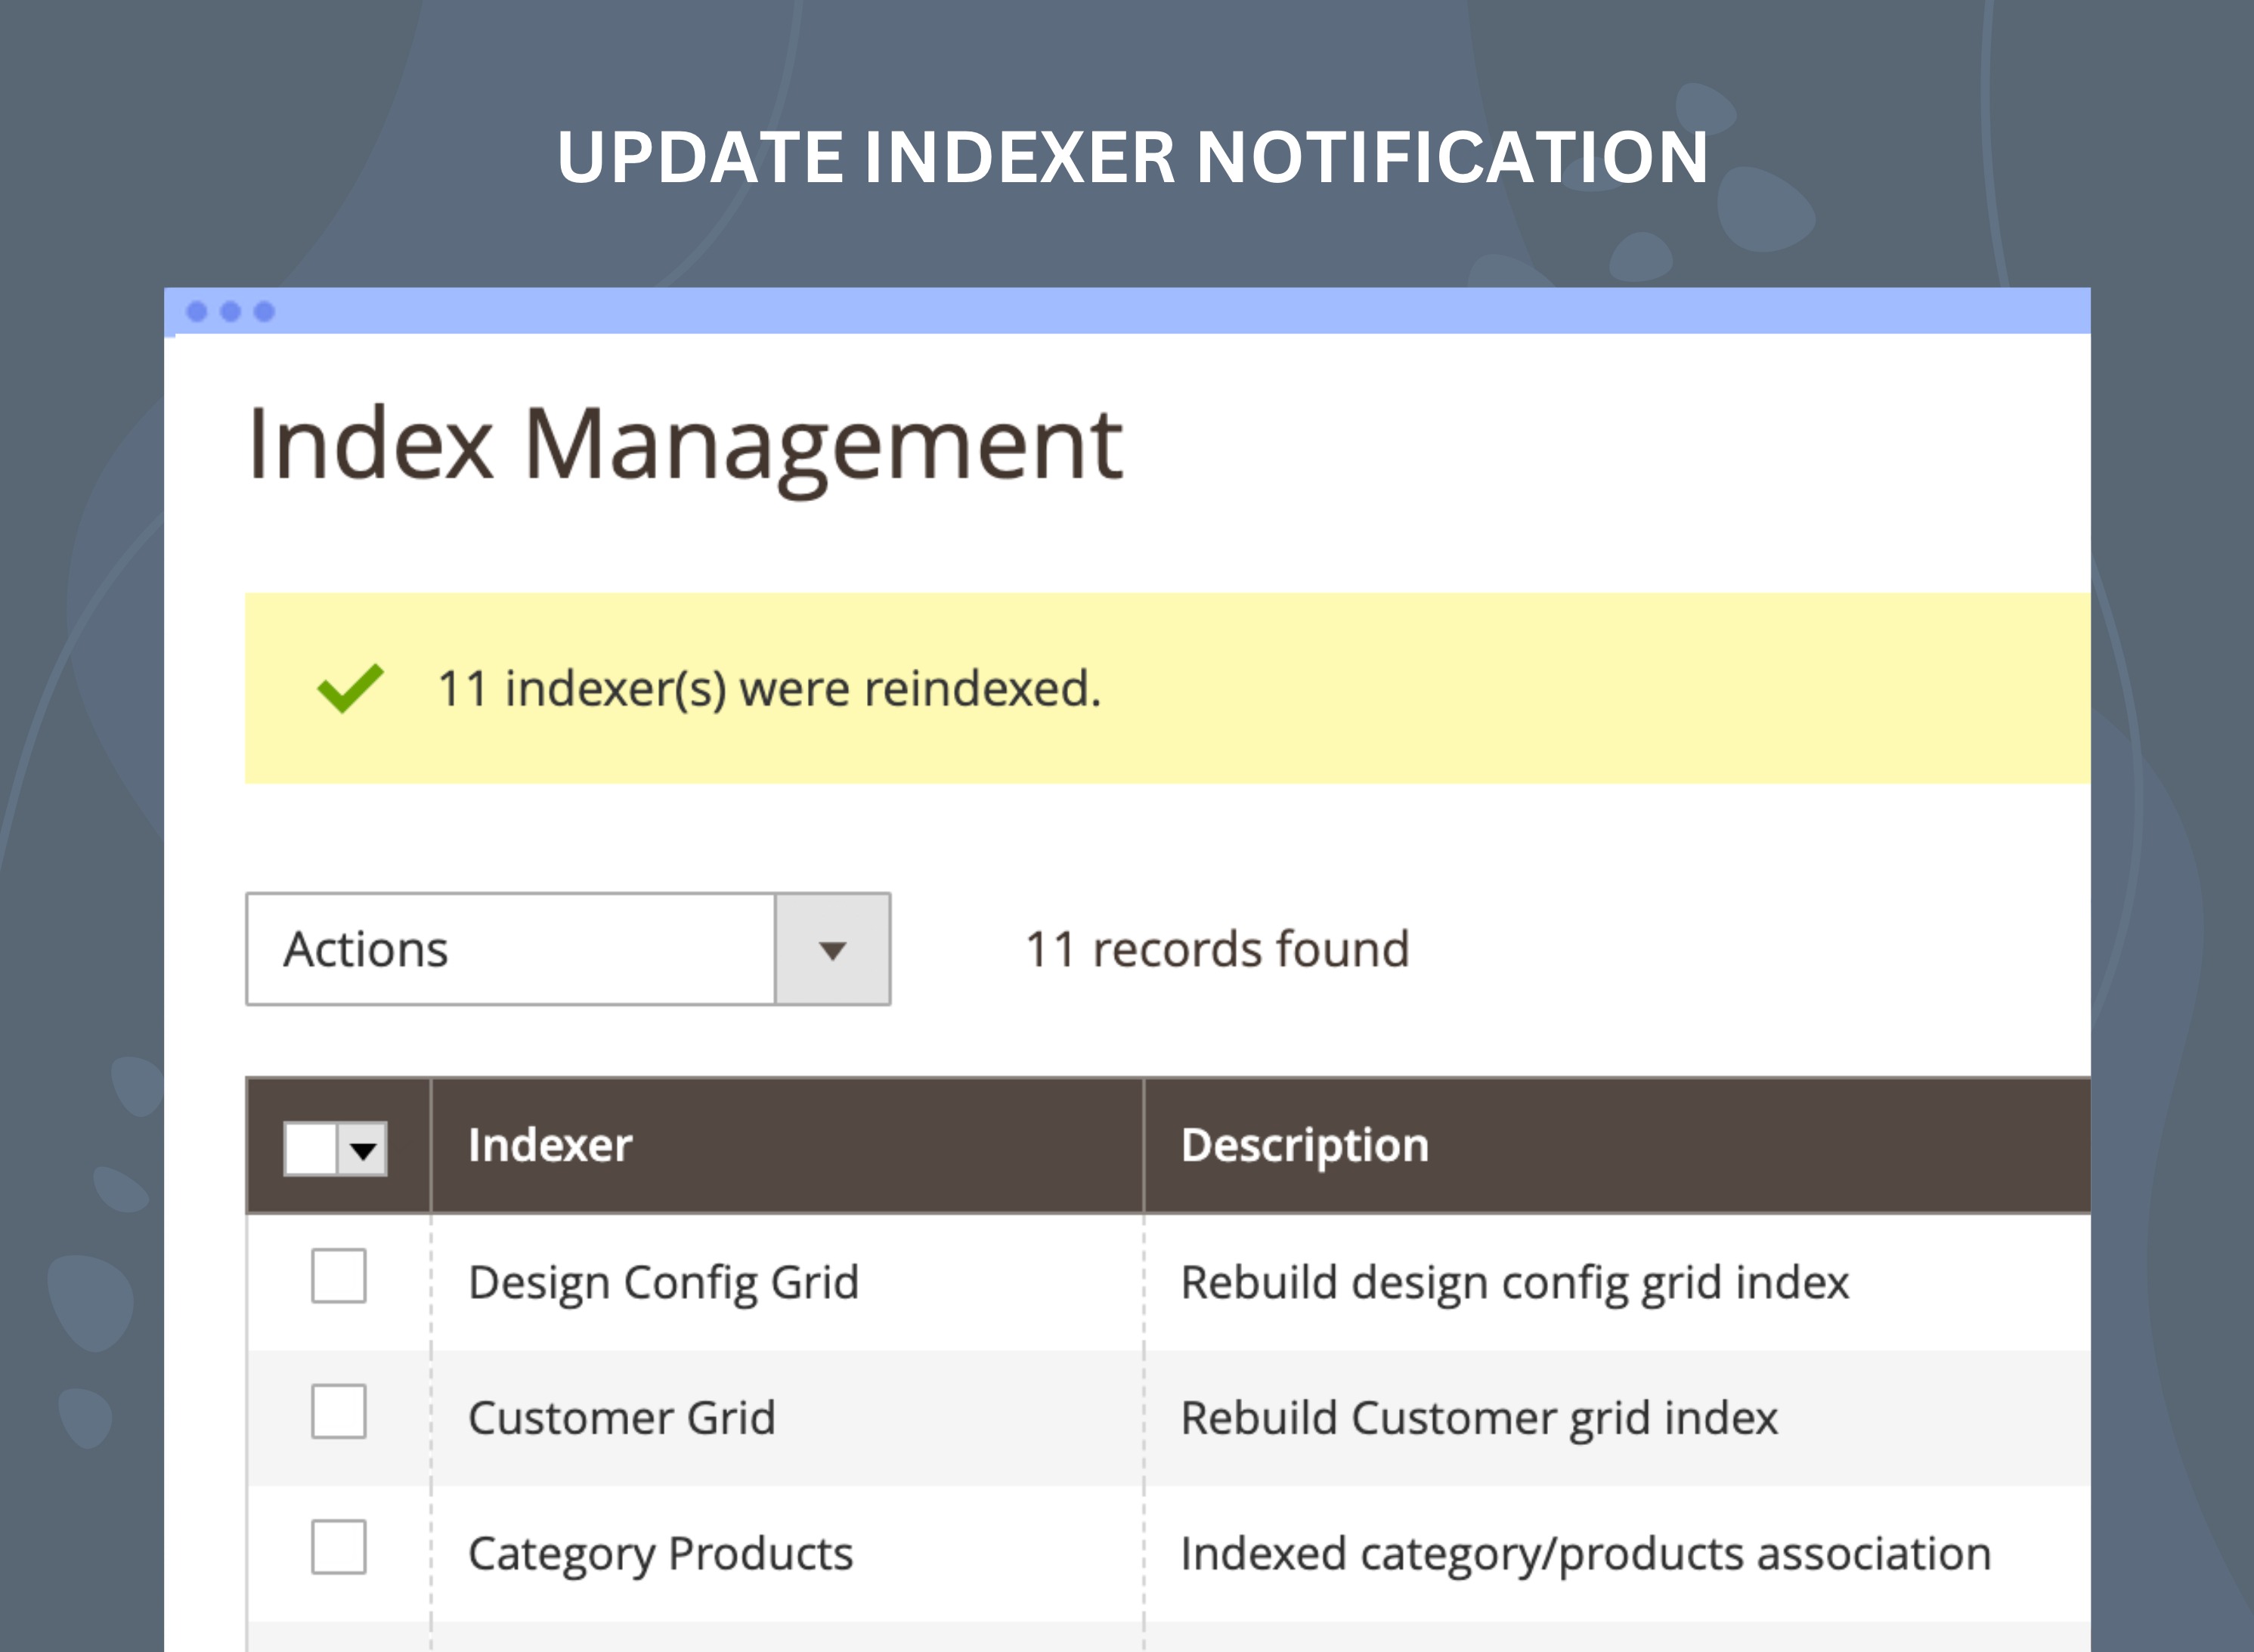 UPDATE INDEXER NOTIFICATION
Index Management
11 indexer(s) were reindexed.
Actions 11 records found
Indexer Description
Design Config Grid Rebuild design config grid index
Customer Grid Rebuild Customer grid index
Category Products Indexed category/products association